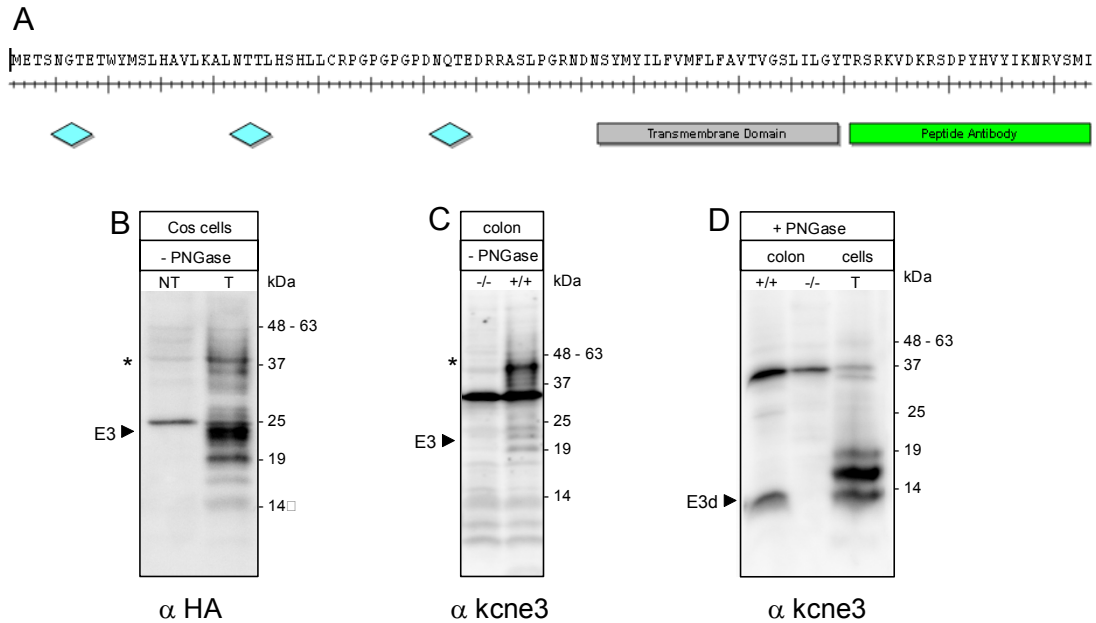 A
METSNGTETWYMSLHAVLKALNTTLHSHLLCRPGPGPGPDNQTEDRRASLPGRNDNSYMYILFVMFLFAVTVGSLILGYTRSRKVDKRSDPYHVYIKNRVSMI
Transmembrane Domain Peptide Antibody
B
Cos cells
- PNGase
NT T kDa
48 - 63
*
37
25
E3
19
14□
α HA
C
colon
- PNGase
-/- +/+ kDa
48 - 63
*
37
25
E3
19
14
α kcne3
D
+ PNGase
colon cells
+/+ -/- T kDa
48 - 63
37
25
19
14
E3d
α kcne3